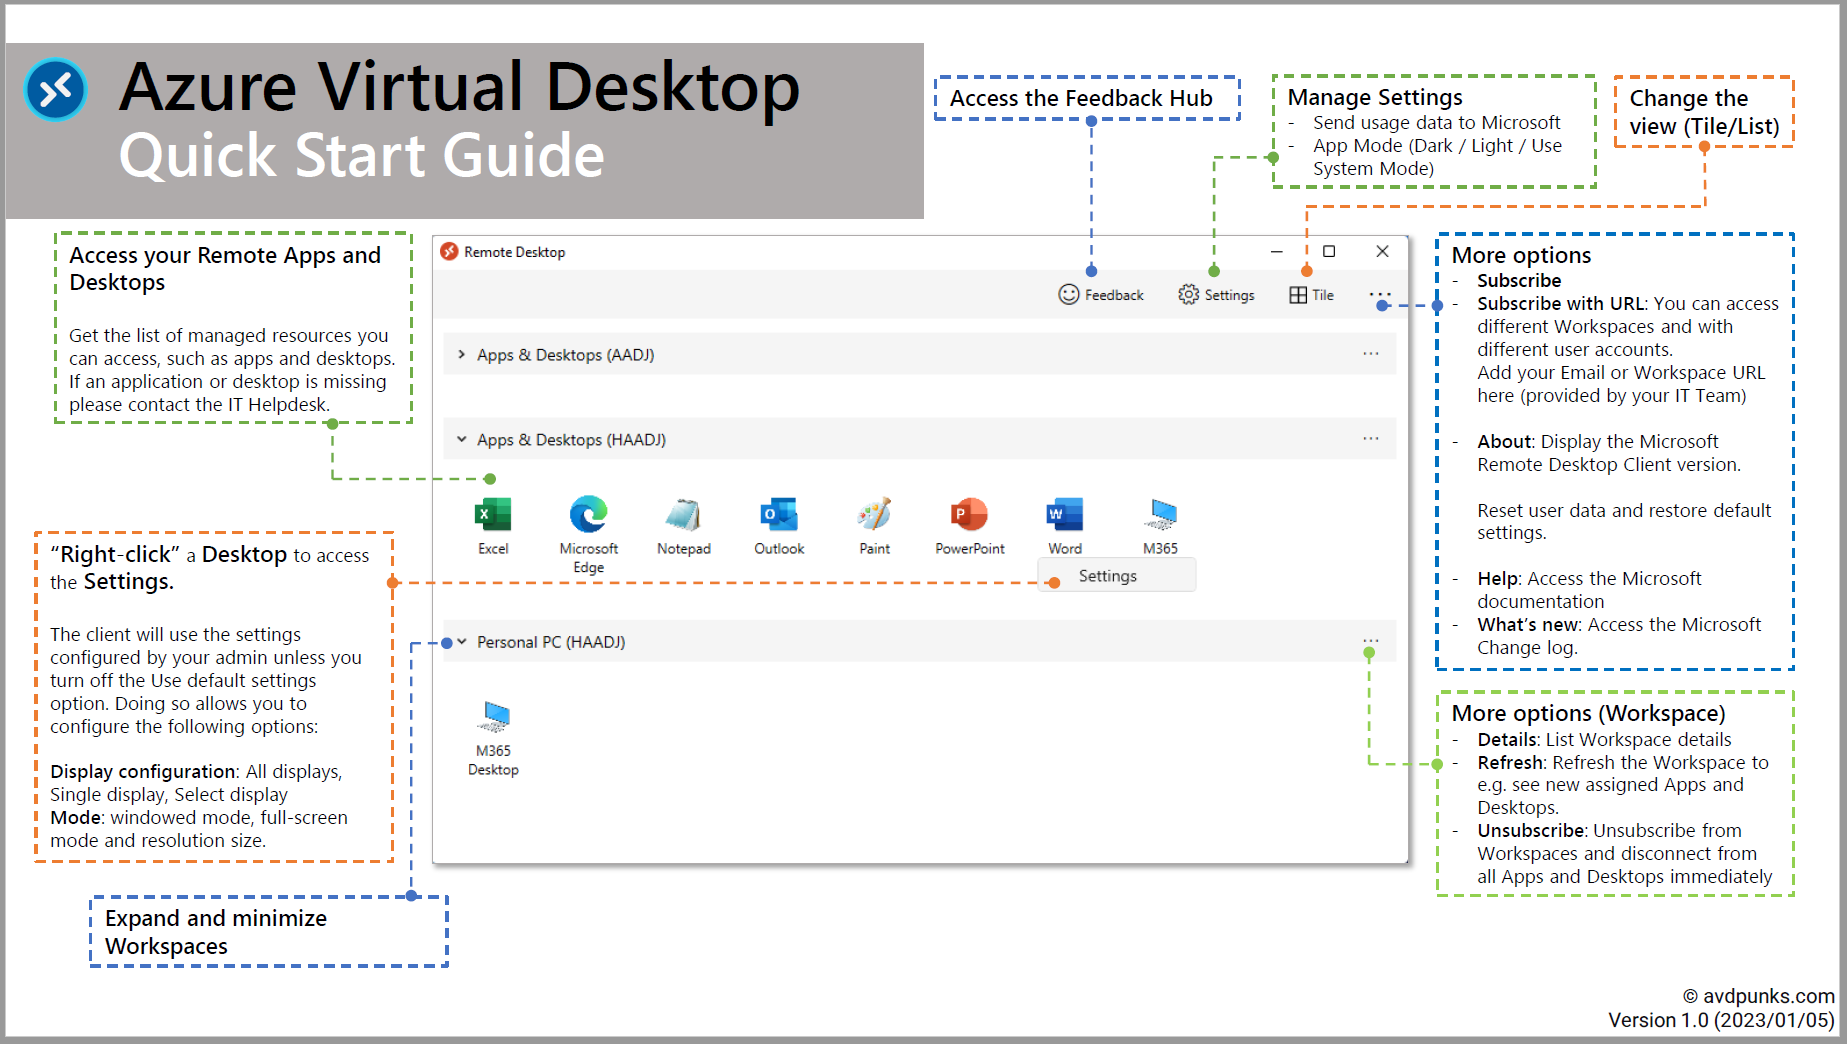 Azure Virtual Desktop
Quick Start Guide
Access the Feedback Hub
Manage Settings
- Send usage data to Microsoft
- App Mode (Dark / Light / Use
System Mode)
Change the
view (Tile/List)
Access your Remote Apps and
Desktops
Get the list of managed resources you
can access, such as apps and desktops.
If an application or desktop is missing
please contact the IT Helpdesk.
“Right-click” a Desktop to access
the Settings.
The client will use the settings
configured by your admin unless you
turn off the Use default settings
option. Doing so allows you to
configure the following options:
Display configuration: All displays,
Single display, Select display
Mode: windowed mode, full-screen
mode and resolution size.
Expand and minimize
Workspaces
Remote Desktop
Feedback
Settings
Tile
...
Apps & Desktops (AADJ)
...
Apps & Desktops (HAADJ)
...
Excel
Microsoft
Edge
Notepad
Outlook
Paint
PowerPoint
Word
M365
Settings
Personal PC (HAADJ)
...
M365
Desktop
More options
- Subscribe
- Subscribe with URL: You can access
different Workspaces and with
different user accounts.
Add your Email or Workspace URL
here (provided by your IT Team)
- About: Display the Microsoft
Remote Desktop Client version.
Reset user data and restore default
settings.
- Help: Access the Microsoft
documentation
- What’s new: Access the Microsoft
Change log.
More options (Workspace)
- Details: List Workspace details
- Refresh: Refresh the Workspace to
e.g. see new assigned Apps and
Desktops.
- Unsubscribe: Unsubscribe from
Workspaces and disconnect from
all Apps and Desktops immediately
© avdpunks.com
Version 1.0 (2023/01/05)